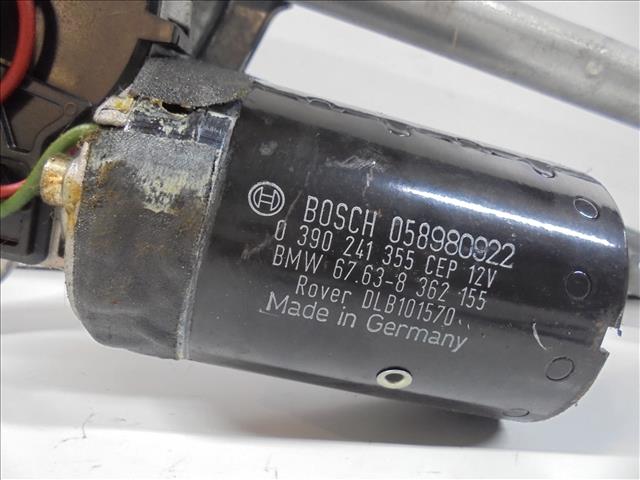 BOSCH 058980922
0 390 241 355 CEP 12V
BMW 67.63-8 362 155
Rover DLB101570
Made in Germany